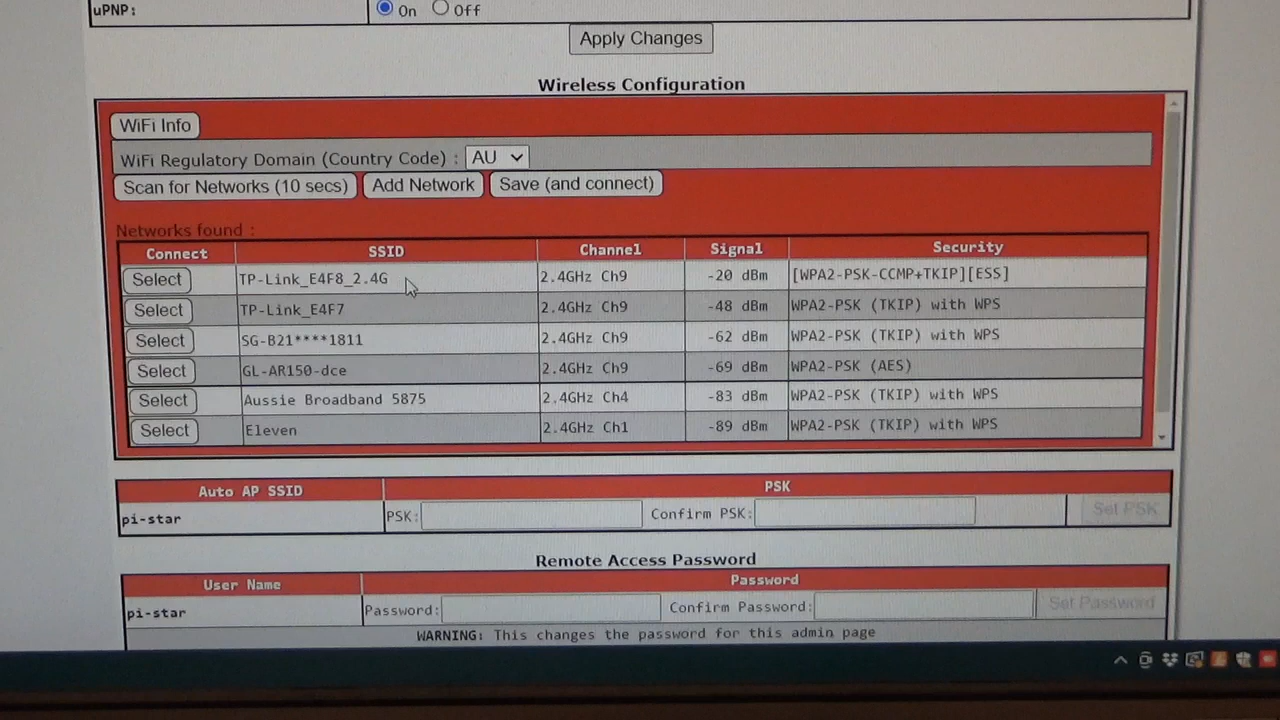 uPNP: On Off
Apply Changes
Wireless Configuration
WiFi Info
WiFi Regulatory Domain (Country Code) : AU
Scan for Networks (10 secs) Add Network Save (and connect)
Networks found :
Connect SSID Channel Signal Security
Select TP-Link_E4F8_2.4G 2.4GHz Ch9 -20 dBm [WPA2-PSK-CCMP+TKIP][ESS]
Select TP-Link_E4F7 2.4GHz Ch9 -48 dBm WPA2-PSK (TKIP) with WPS
Select SG-B21****1811 2.4GHz Ch9 -62 dBm WPA2-PSK (TKIP) with WPS
Select GL-AR150-dce 2.4GHz Ch9 -69 dBm WPA2-PSK (AES)
Select Aussie Broadband 5875 2.4GHz Ch4 -83 dBm WPA2-PSK (TKIP) with WPS
Select Eleven 2.4GHz Ch1 -89 dBm WPA2-PSK (TKIP) with WPS
Auto AP SSID PSK
pi-star PSK: Confirm PSK: Set PSK
Remote Access Password
User Name Password
pi-star Password: Confirm Password: Set Password
WARNING: This changes the password for this admin page